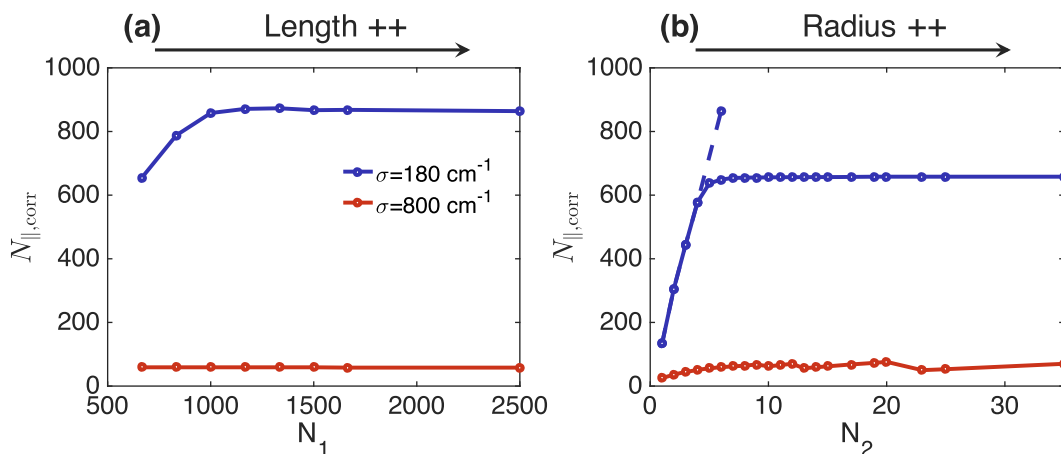 (a) Length ++
1000
800
600
400
200
0
N||,corr
σ=180 cm-1
σ=800 cm-1
500 1000 1500 2000 2500
N1
(b) Radius ++
1000
800
600
400
200
0
N||,corr
0 10 20 30
N2